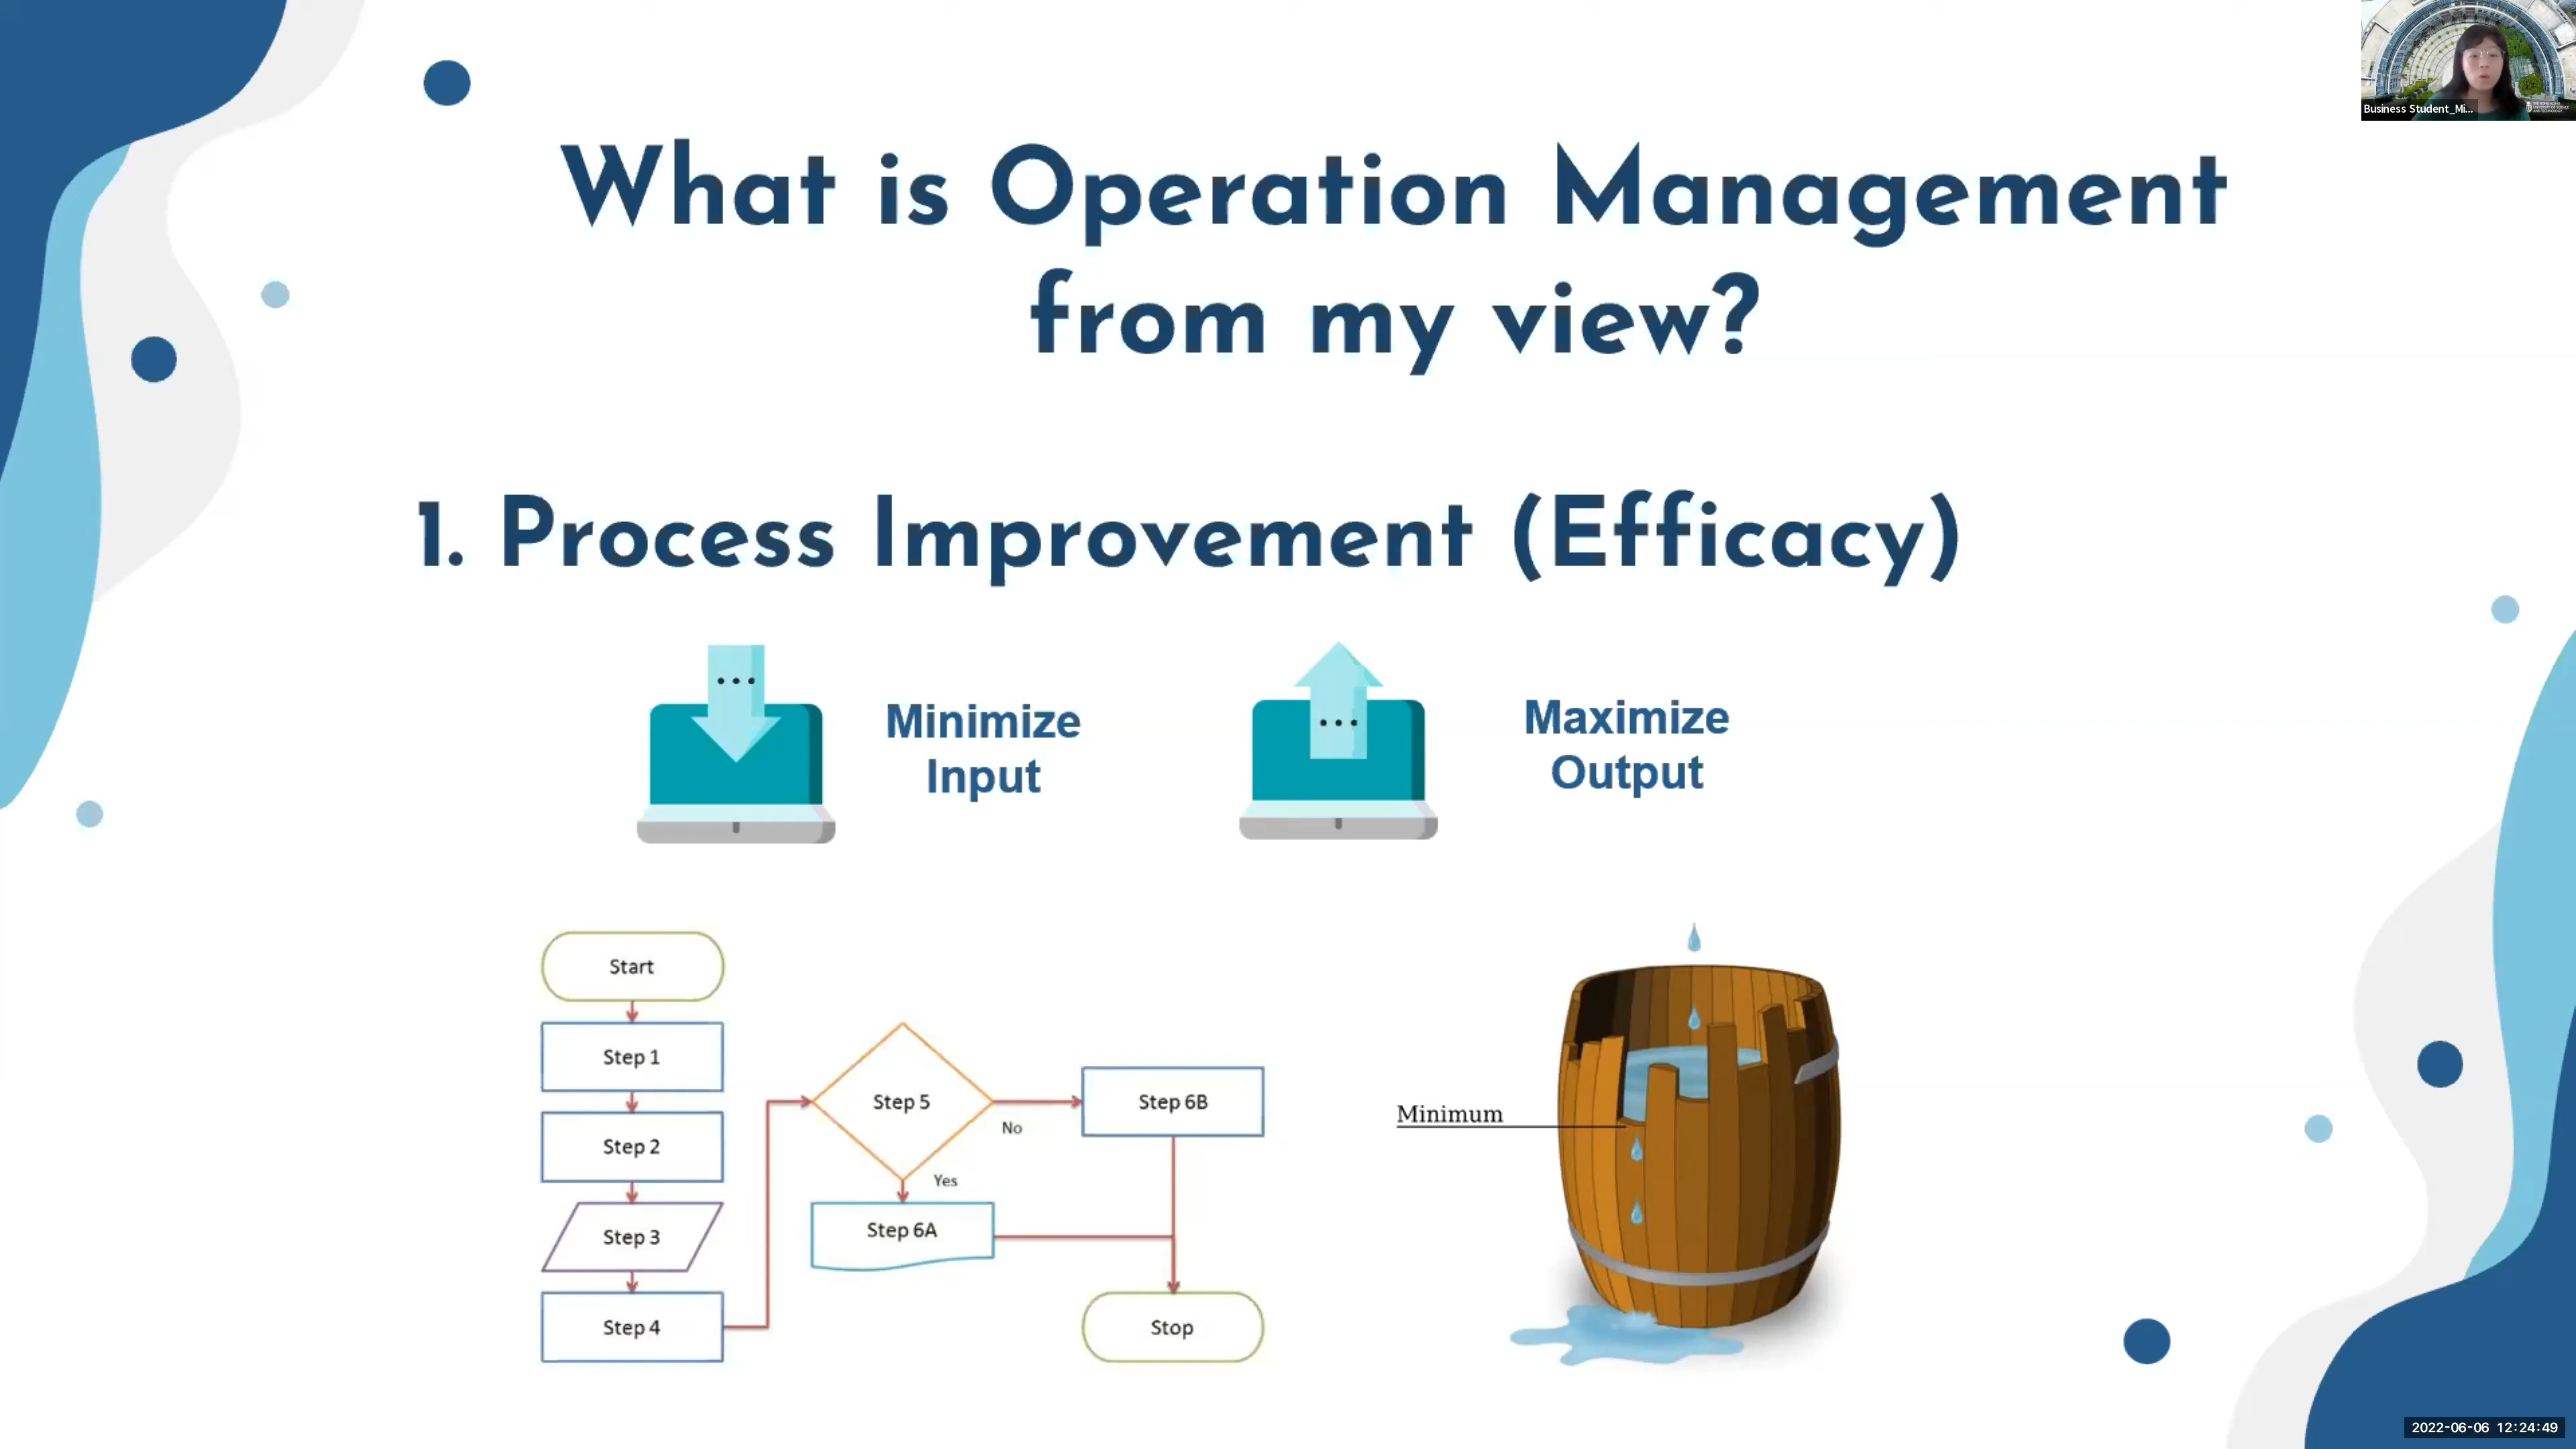 Business Student_Mi...
What is Operation Management
from my view?
1. Process Improvement (Efficacy)
Minimize
Input
Maximize
Output
Start
Step 1
Step 2
Step 3
Step 4
Step 5
No
Yes
Step 6A
Step 6B
Stop
Minimum
2022-06-06 12:24:49